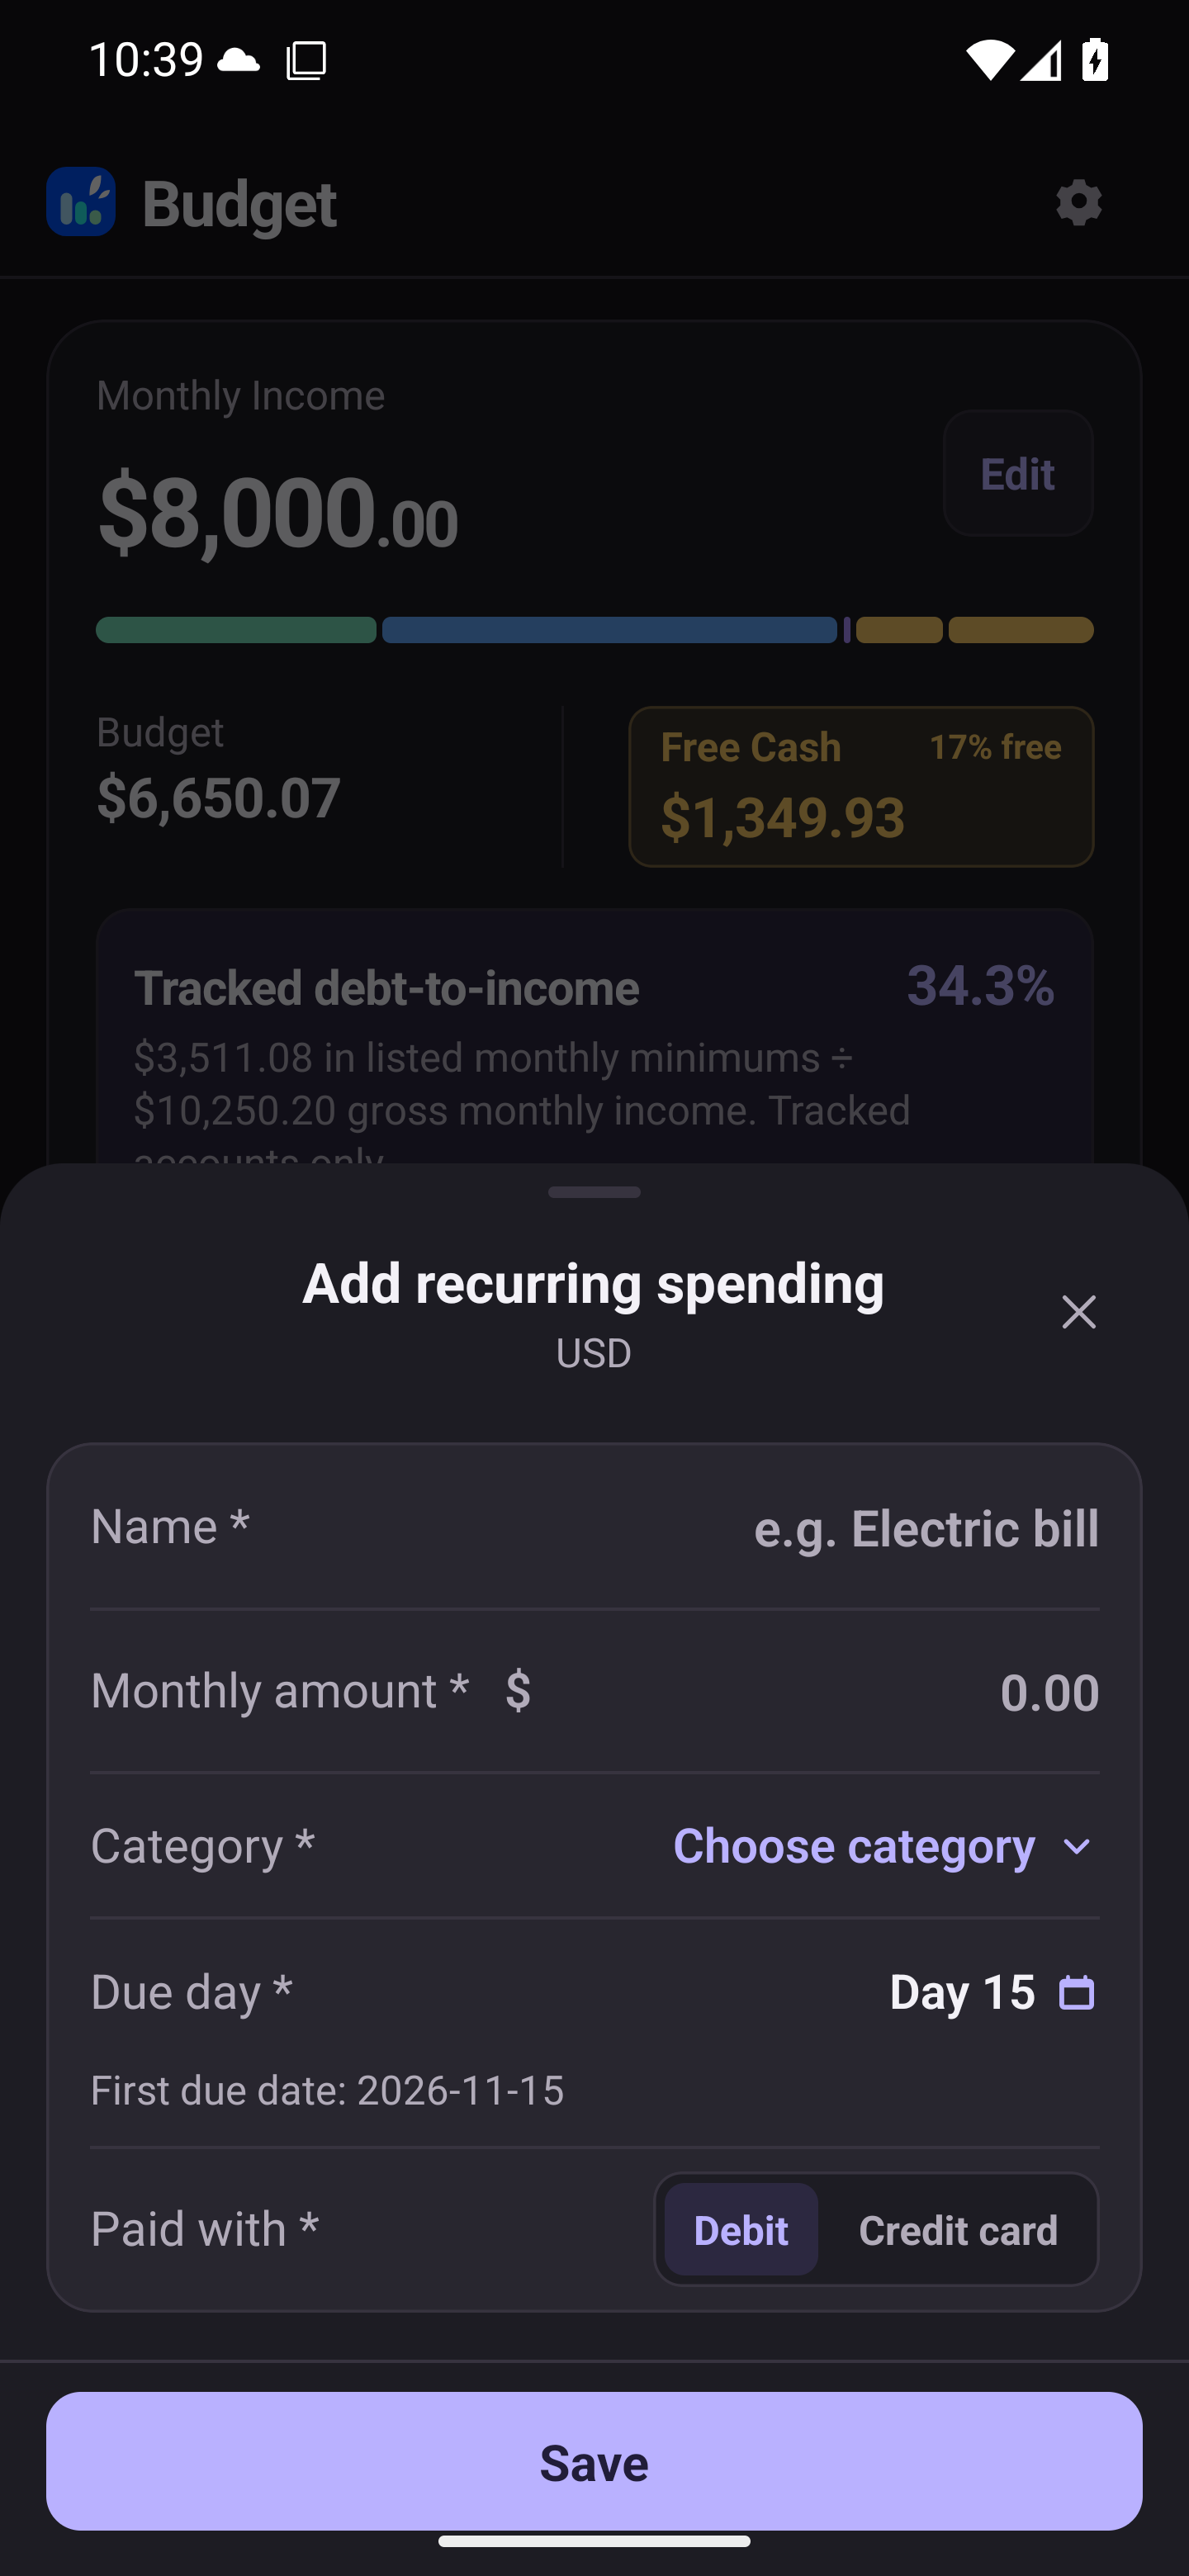 10:39
Budget
Monthly Income
$8,000.00
Edit
Budget
$6,650.07
Free Cash
17% free
$1,349.93
Tracked debt-to-income
34.3%
$3,511.08 in listed monthly minimums ÷
$10,250.20 gross monthly income. Tracked
accounts only.
Add recurring spending
USD
Name *
e.g. Electric bill
Monthly amount * $
0.00
Category *
Choose category
Due day *
Day 15
First due date: 2026-11-15
Paid with *
Debit
Credit card
Save